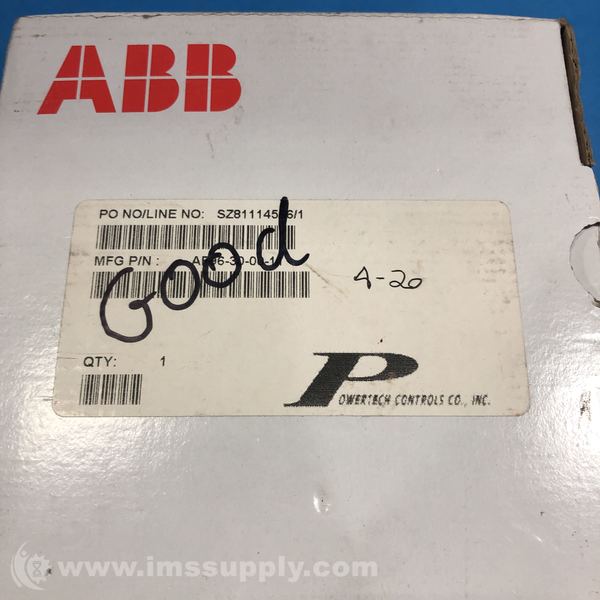 ABB
PO NO/LINE NO:
MFG P/N :
Good
4-20
QTY: 1
POWERTECH CONTROLS CO., INC.
www.imssupply.com